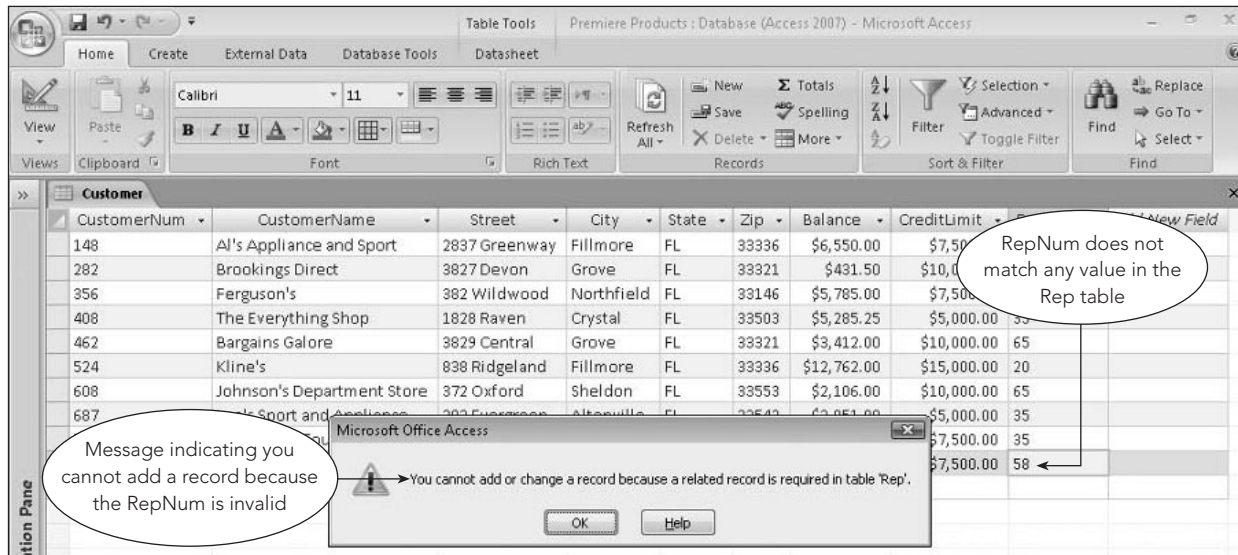 Table Tools Premiere Products : Database (Access 2007) - Microsoft Access
Home Create External Data Database Tools Datasheet
View
Views
Paste
Clipboard
Calibri 11
B I U A
Font
Rich Text
Refresh All
New
Save
Delete
Σ Totals
Spelling
More
Records
Filter
Selection
Advanced
Toggle Filter
Sort & Filter
Find
Replace
Go To
Select
Find
Customer
CustomerNum CustomerName Street City State Zip Balance CreditLimit New Field
148 Al's Appliance and Sport 2837 Greenway Fillmore FL 33336 $6,550.00
282 Brookings Direct 3827 Devon Grove FL 33321 $431.50
356 Ferguson's 382 Wildwood Northfield FL 33146 $5,785.00
408 The Everything Shop 1828 Raven Crystal FL 33503 $5,285.25 $5,000.00
462 Bargains Galore 3829 Central Grove FL 33321 $3,412.00 $10,000.00 65
524 Kline's 838 Ridgeland Fillmore FL 33336 $12,762.00 $15,000.00 20
608 Johnson's Department Store 372 Oxford Sheldon FL 33553 $2,106.00 $10,000.00 65
687 Sport and $5,000.00 35
$7,500.00 35
$7,500.00 58
RepNum does not
match any value in the
Rep table
Message indicating you
cannot add a record because
the RepNum is invalid
Microsoft Office Access
You cannot add or change a record because a related record is required in table 'Rep'.
OK Help
Pane